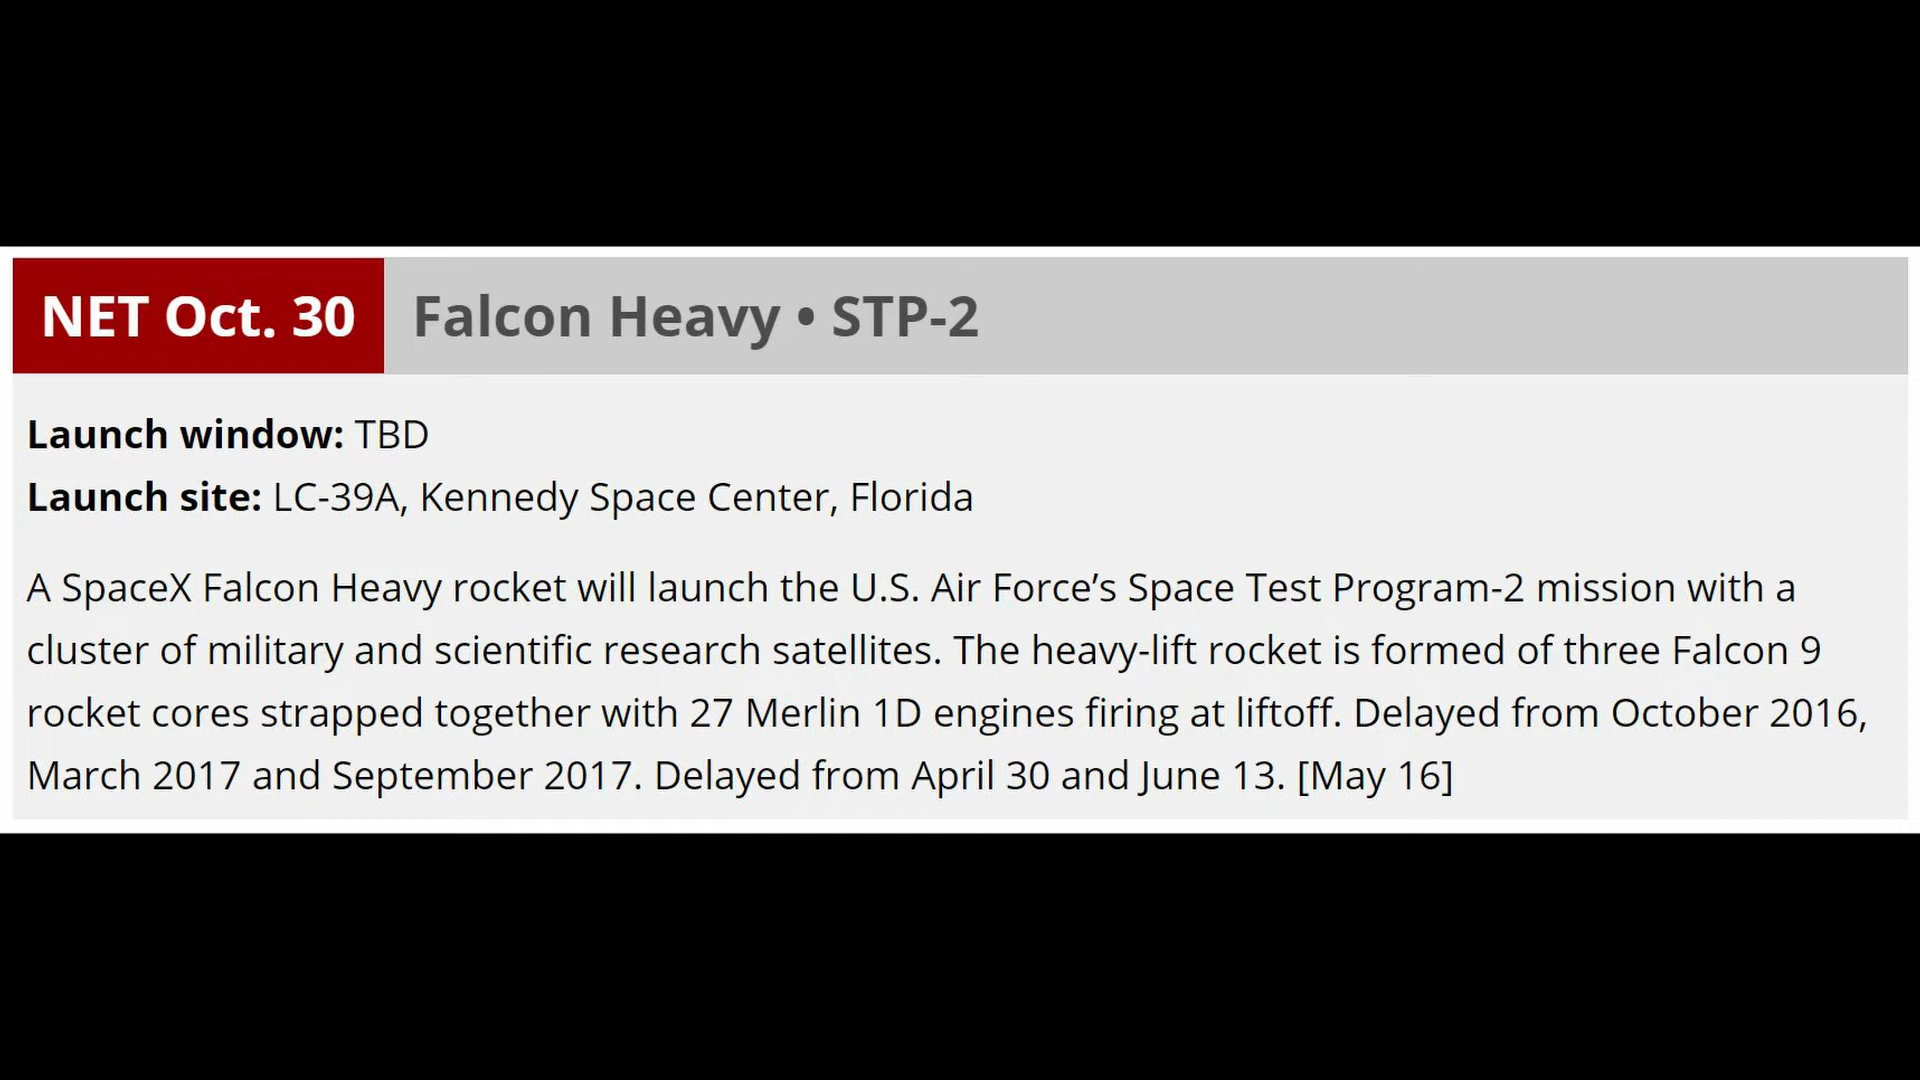 NET Oct. 30
Falcon Heavy • STP-2
Launch window: TBD
Launch site: LC-39A, Kennedy Space Center, Florida
A SpaceX Falcon Heavy rocket will launch the U.S. Air Force’s Space Test Program-2 mission with a
cluster of military and scientific research satellites. The heavy-lift rocket is formed of three Falcon 9
rocket cores strapped together with 27 Merlin 1D engines firing at liftoff. Delayed from October 2016,
March 2017 and September 2017. Delayed from April 30 and June 13. [May 16]